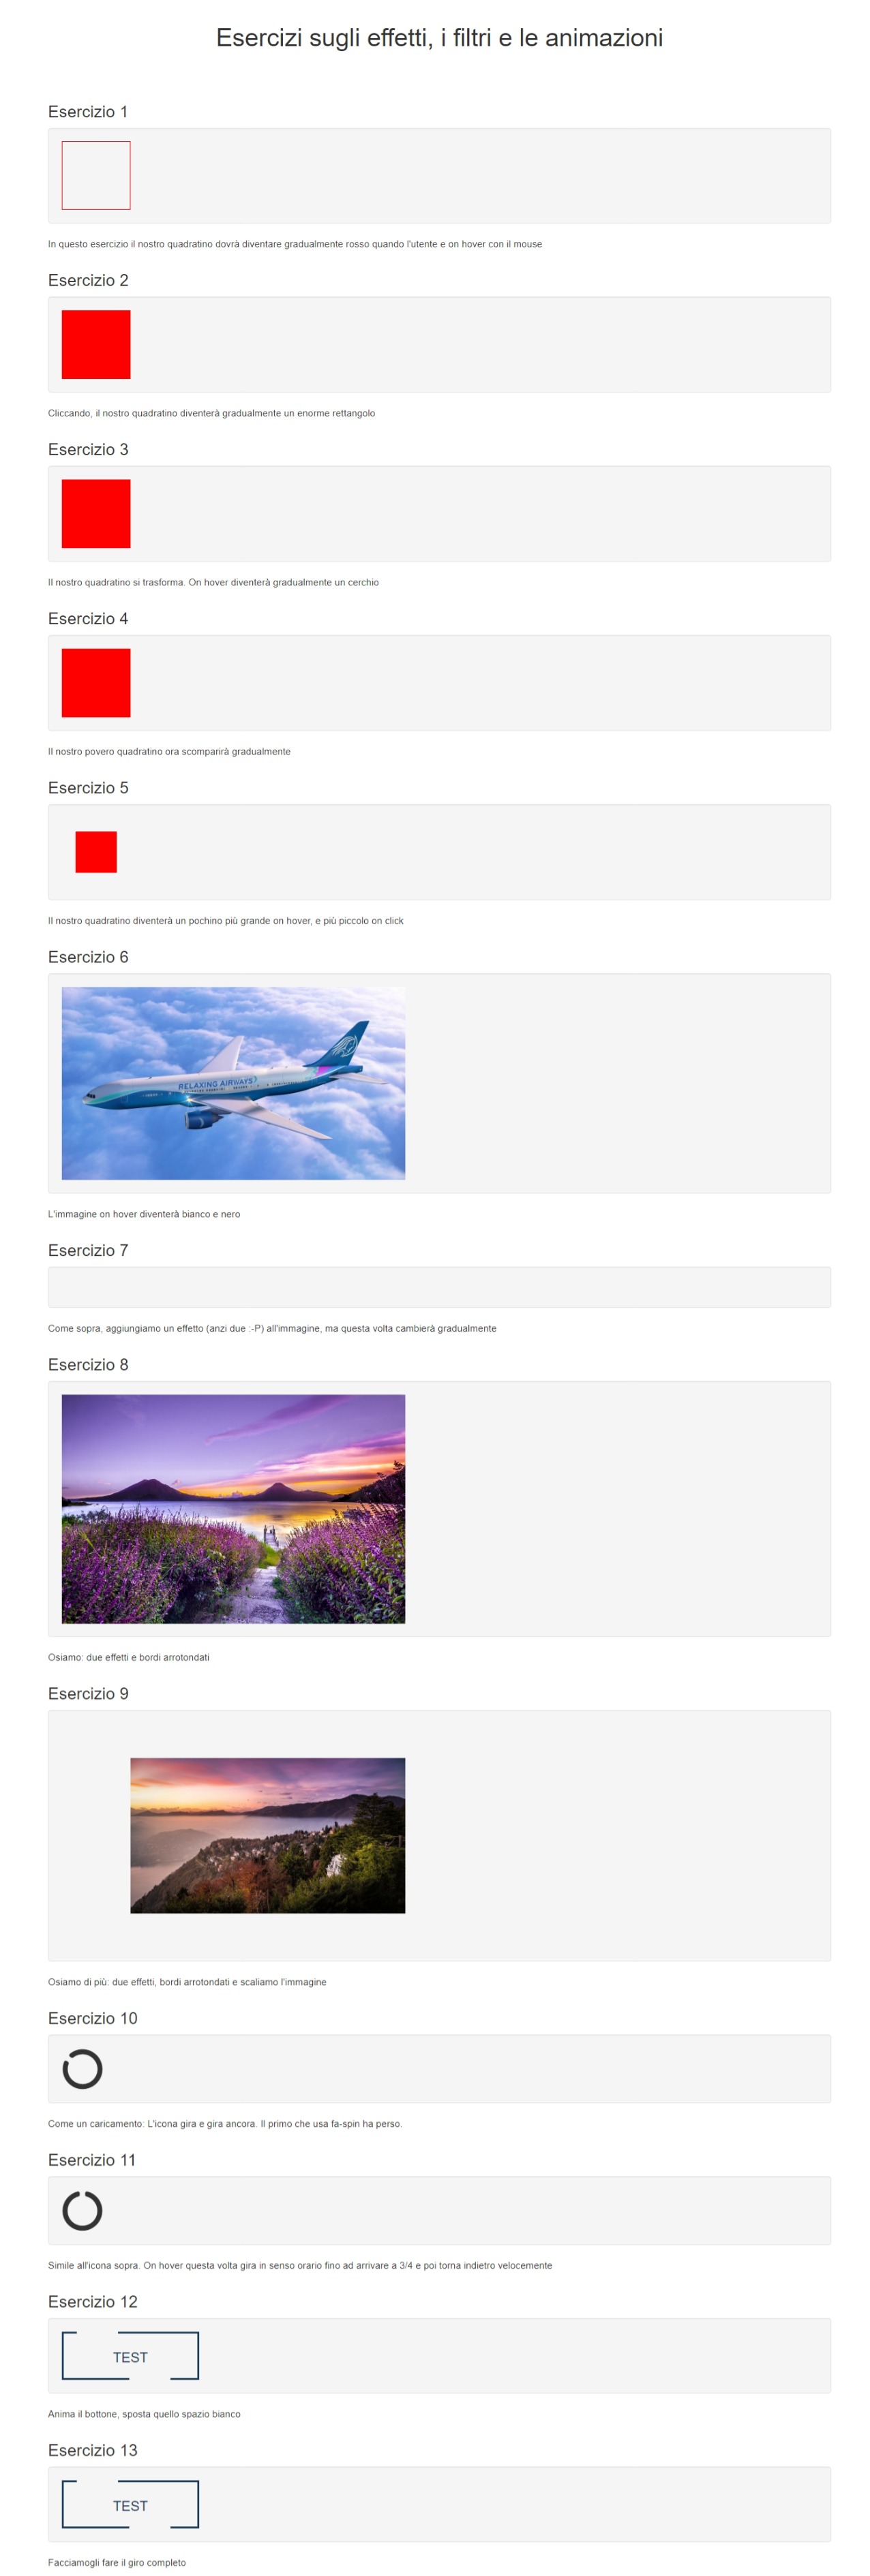 Esercizi sugli effetti, i filtri e le animazioni
Esercizio 1
In questo esercizio il nostro quadratino dovrà diventare gradualmente rosso quando l'utente e on hover con il mouse
Esercizio 2
Cliccando, il nostro quadratino diventerà gradualmente un enorme rettangolo
Esercizio 3
Il nostro quadratino si trasforma. On hover diventerà gradualmente un cerchio
Esercizio 4
Il nostro povero quadratino ora scomparirà gradualmente
Esercizio 5
Il nostro quadratino diventerà un pochino più grande on hover, e più piccolo on click
Esercizio 6
RELAXING AIRWAYS
L'immagine on hover diventerà bianco e nero
Esercizio 7
Come sopra, aggiungiamo un effetto (anzi due :-P) all'immagine, ma questa volta cambierà gradualmente
Esercizio 8
Osiamo: due effetti e bordi arrotondati
Esercizio 9
Osiamo di più: due effetti, bordi arrotondati e scaliamo l'immagine
Esercizio 10
Come un caricamento: L'icona gira e gira ancora. Il primo che usa fa-spin ha perso.
Esercizio 11
Simile all'icona sopra. On hover questa volta gira in senso orario fino ad arrivare a 3/4 e poi torna indietro velocemente
Esercizio 12
TEST
Anima il bottone, sposta quello spazio bianco
Esercizio 13
TEST
Facciamogli fare il giro completo